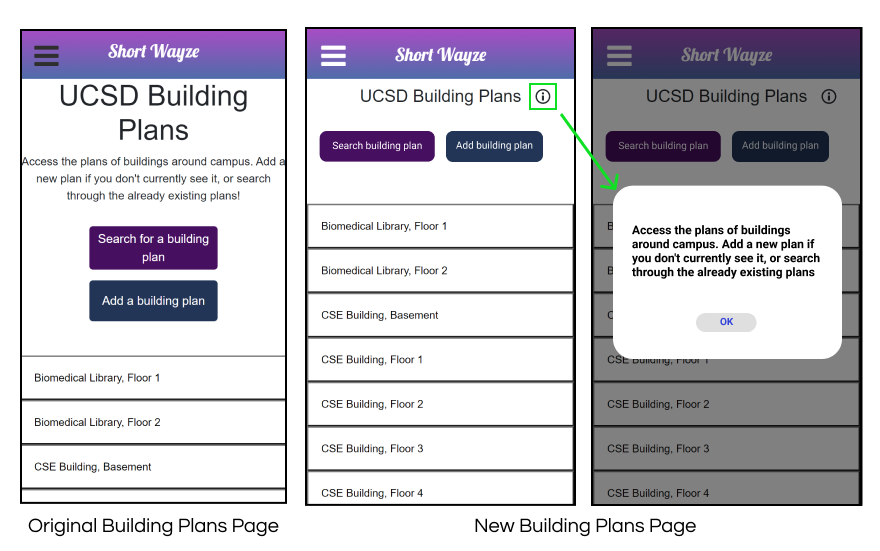 Short Wayze
UCSD Building
Plans
Access the plans of buildings around campus. Add a
new plan if you don't currently see it, or search
through the already existing plans!
Search for a building
plan
Add a building plan
Biomedical Library, Floor 1
Biomedical Library, Floor 2
CSE Building, Basement
Original Building Plans Page
Short Wayze
UCSD Building Plans
Search building plan
Add building plan
Biomedical Library, Floor 1
Biomedical Library, Floor 2
CSE Building, Basement
CSE Building, Floor 1
CSE Building, Floor 2
CSE Building, Floor 3
CSE Building, Floor 4
Short Wayze
UCSD Building Plans
Search building plan
Add building plan
Access the plans of buildings
around campus. Add a new plan if
you don't currently see it, or search
through the already existing plans
OK
CSE Building, Floor 1
CSE Building, Floor 2
CSE Building, Floor 3
CSE Building, Floor 4
New Building Plans Page